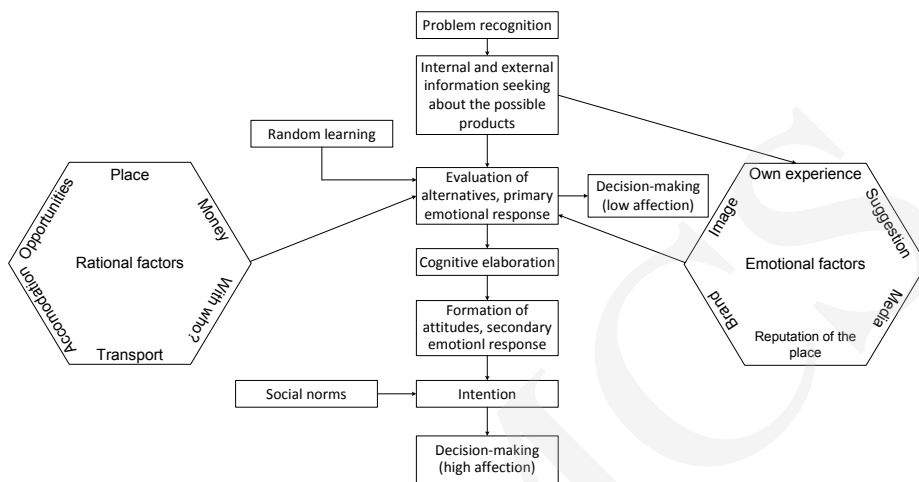 Problem recognition
Internal and external
information seeking
about the possible
products
Random learning
Evaluation of
alternatives, primary
emotional response
Decision-making
(low affection)
Cognitive elaboration
Formation of
attitudes, secondary
emotionl response
Social norms
Intention
Decision-making
(high affection)
Place
Money
With who?
Transport
Accomodation
Opportunities
Rational factors
Own experience
Suggestion
Media
Reputation of the
place
Brand
Image
Emotional factors
MCS